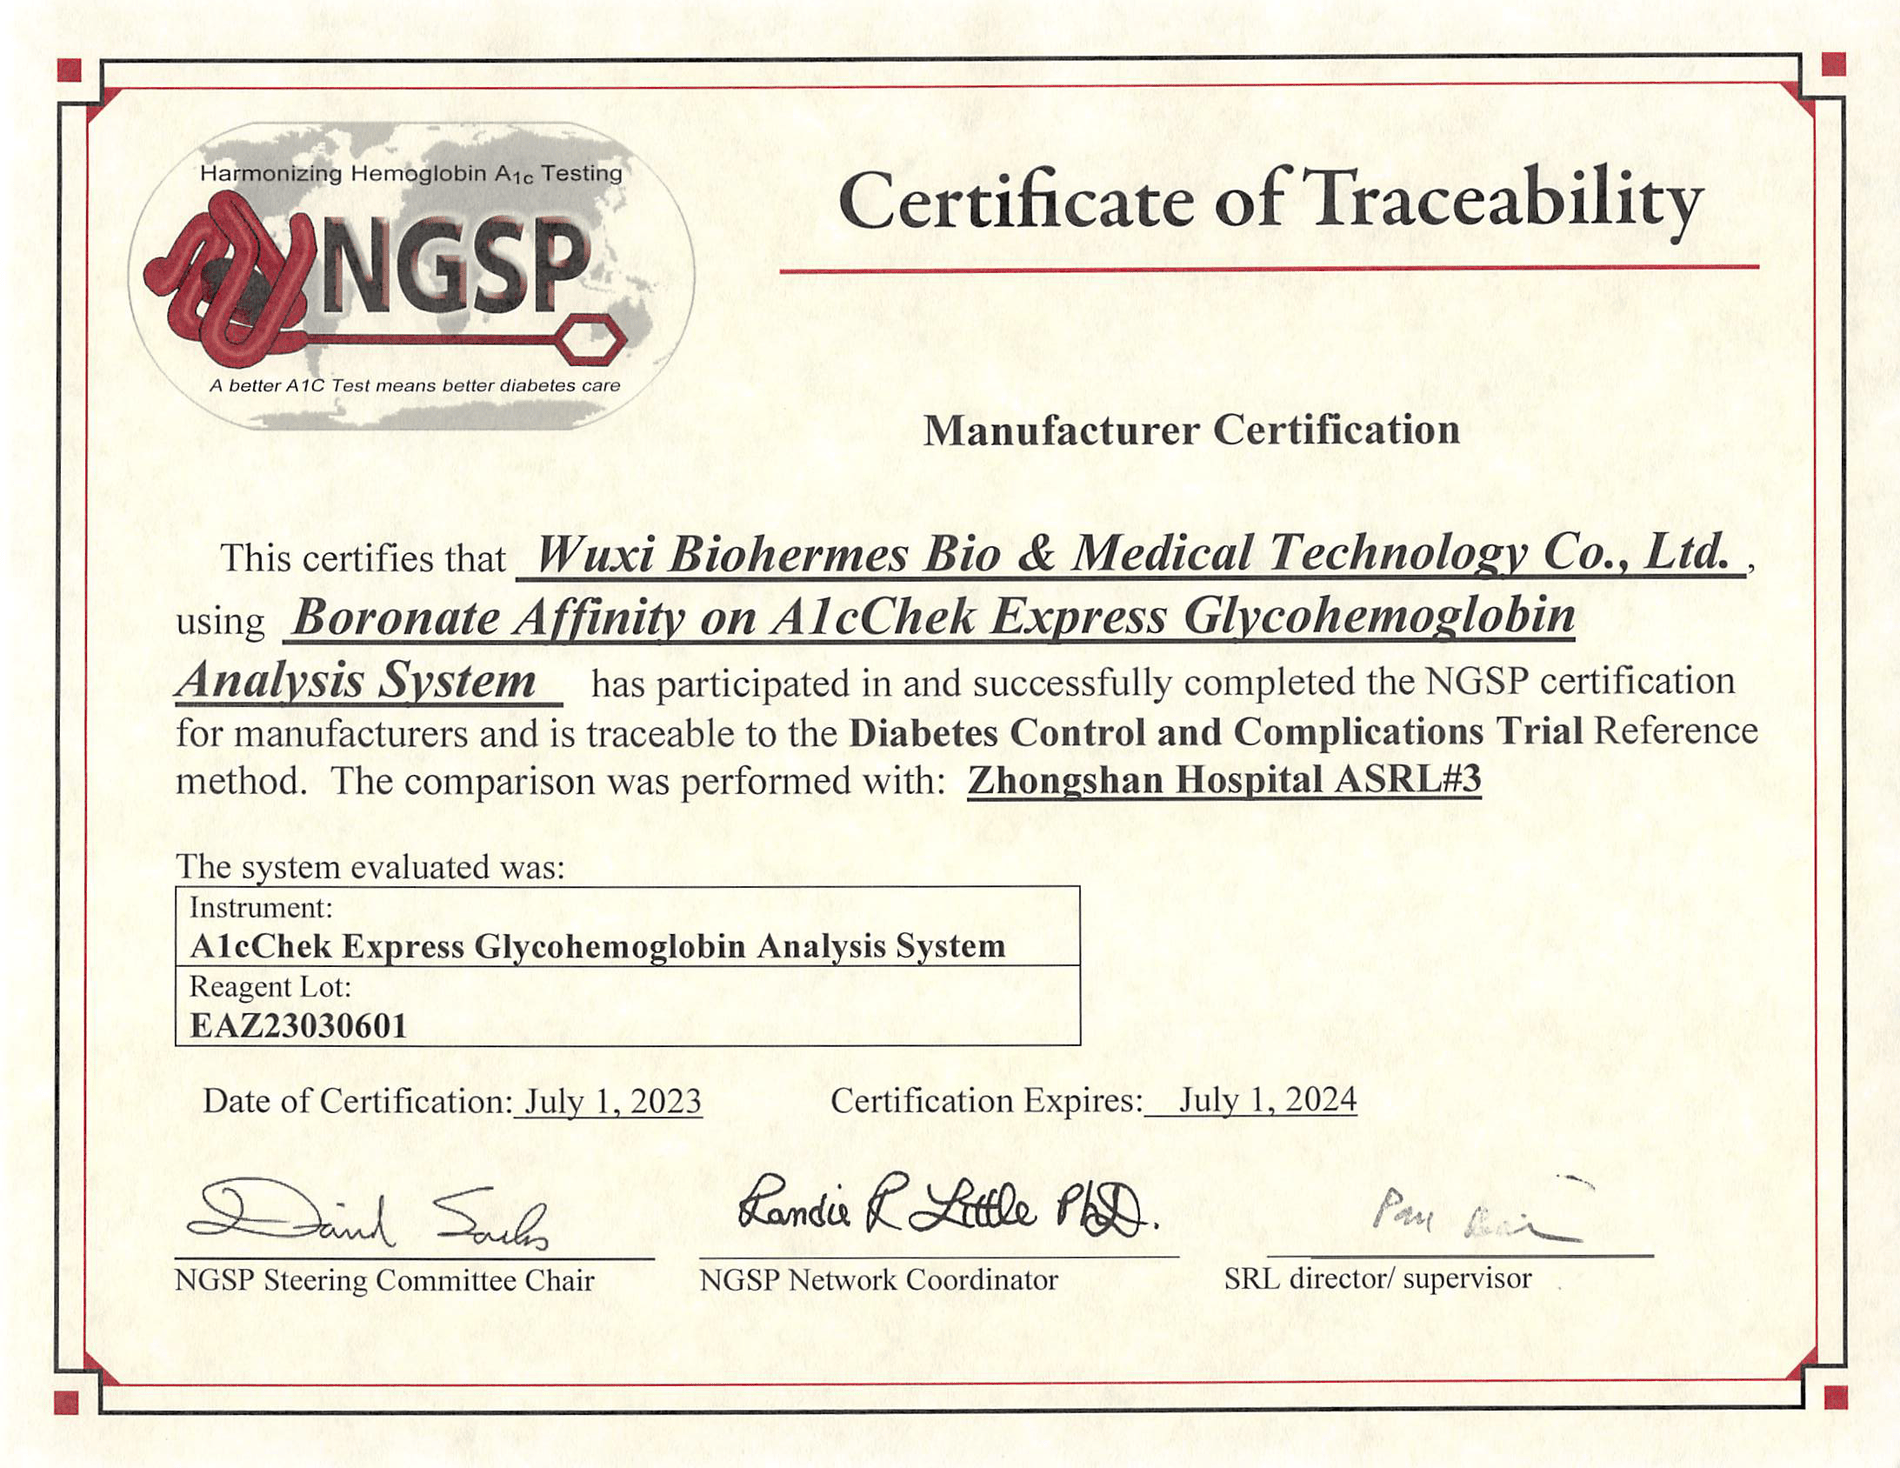 Harmonizing Hemoglobin A1c Testing
NGSP
A better A1C Test means better diabetes care
Certificate of Traceability
Manufacturer Certification
This certifies that Wuxi Biohermes Bio & Medical Technology Co., Ltd. ,
using Boronate Affinity on A1cChek Express Glycohemoglobin
Analysis System has participated in and successfully completed the NGSP certification
for manufacturers and is traceable to the Diabetes Control and Complications Trial Reference
method. The comparison was performed with: Zhongshan Hospital ASRL#3
The system evaluated was:
Instrument:
A1cChek Express Glycohemoglobin Analysis System
Reagent Lot:
EAZ23030601
Date of Certification: July 1, 2023 Certification Expires: July 1, 2024
David Sacks Randie R Little PhD. Pan
NGSP Steering Committee Chair NGSP Network Coordinator SRL director/ supervisor